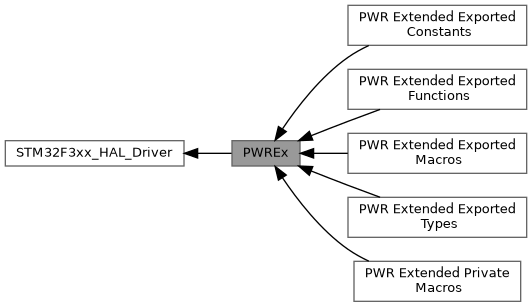 PWR Extended Exported
Constants
PWR Extended Exported
Functions
STM32F3xx_HAL_Driver
PWREx
PWR Extended Exported
Macros
PWR Extended Exported
Types
PWR Extended Private
Macros